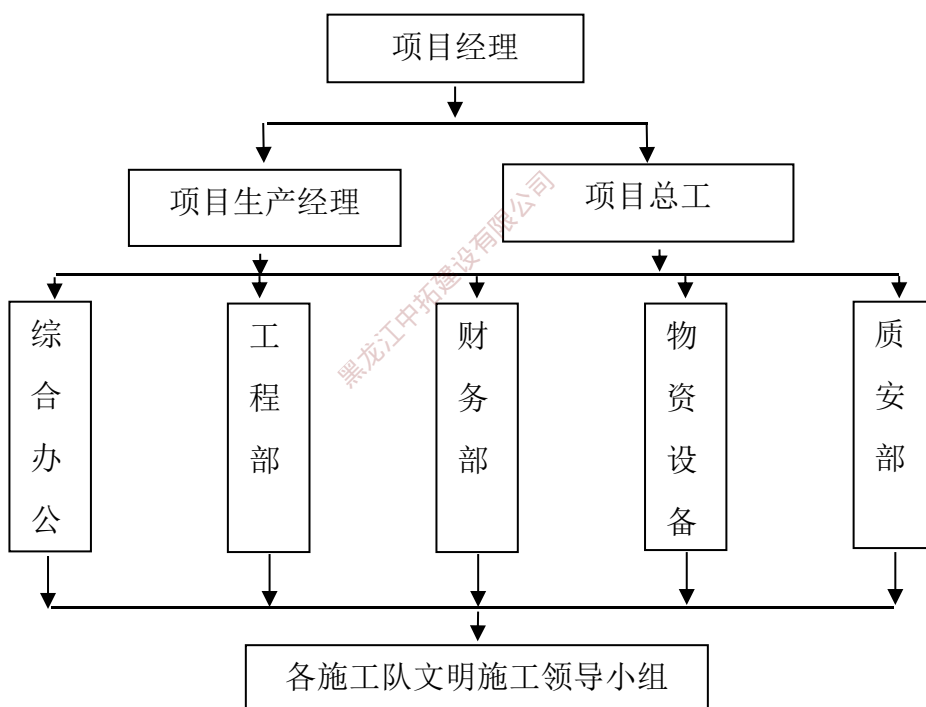 项目经理
项目生产经理
项目总工
黑龙江中拓建设有限公司
综合办公
工程部
财务部
物资设备
质安部
各施工队文明施工领导小组